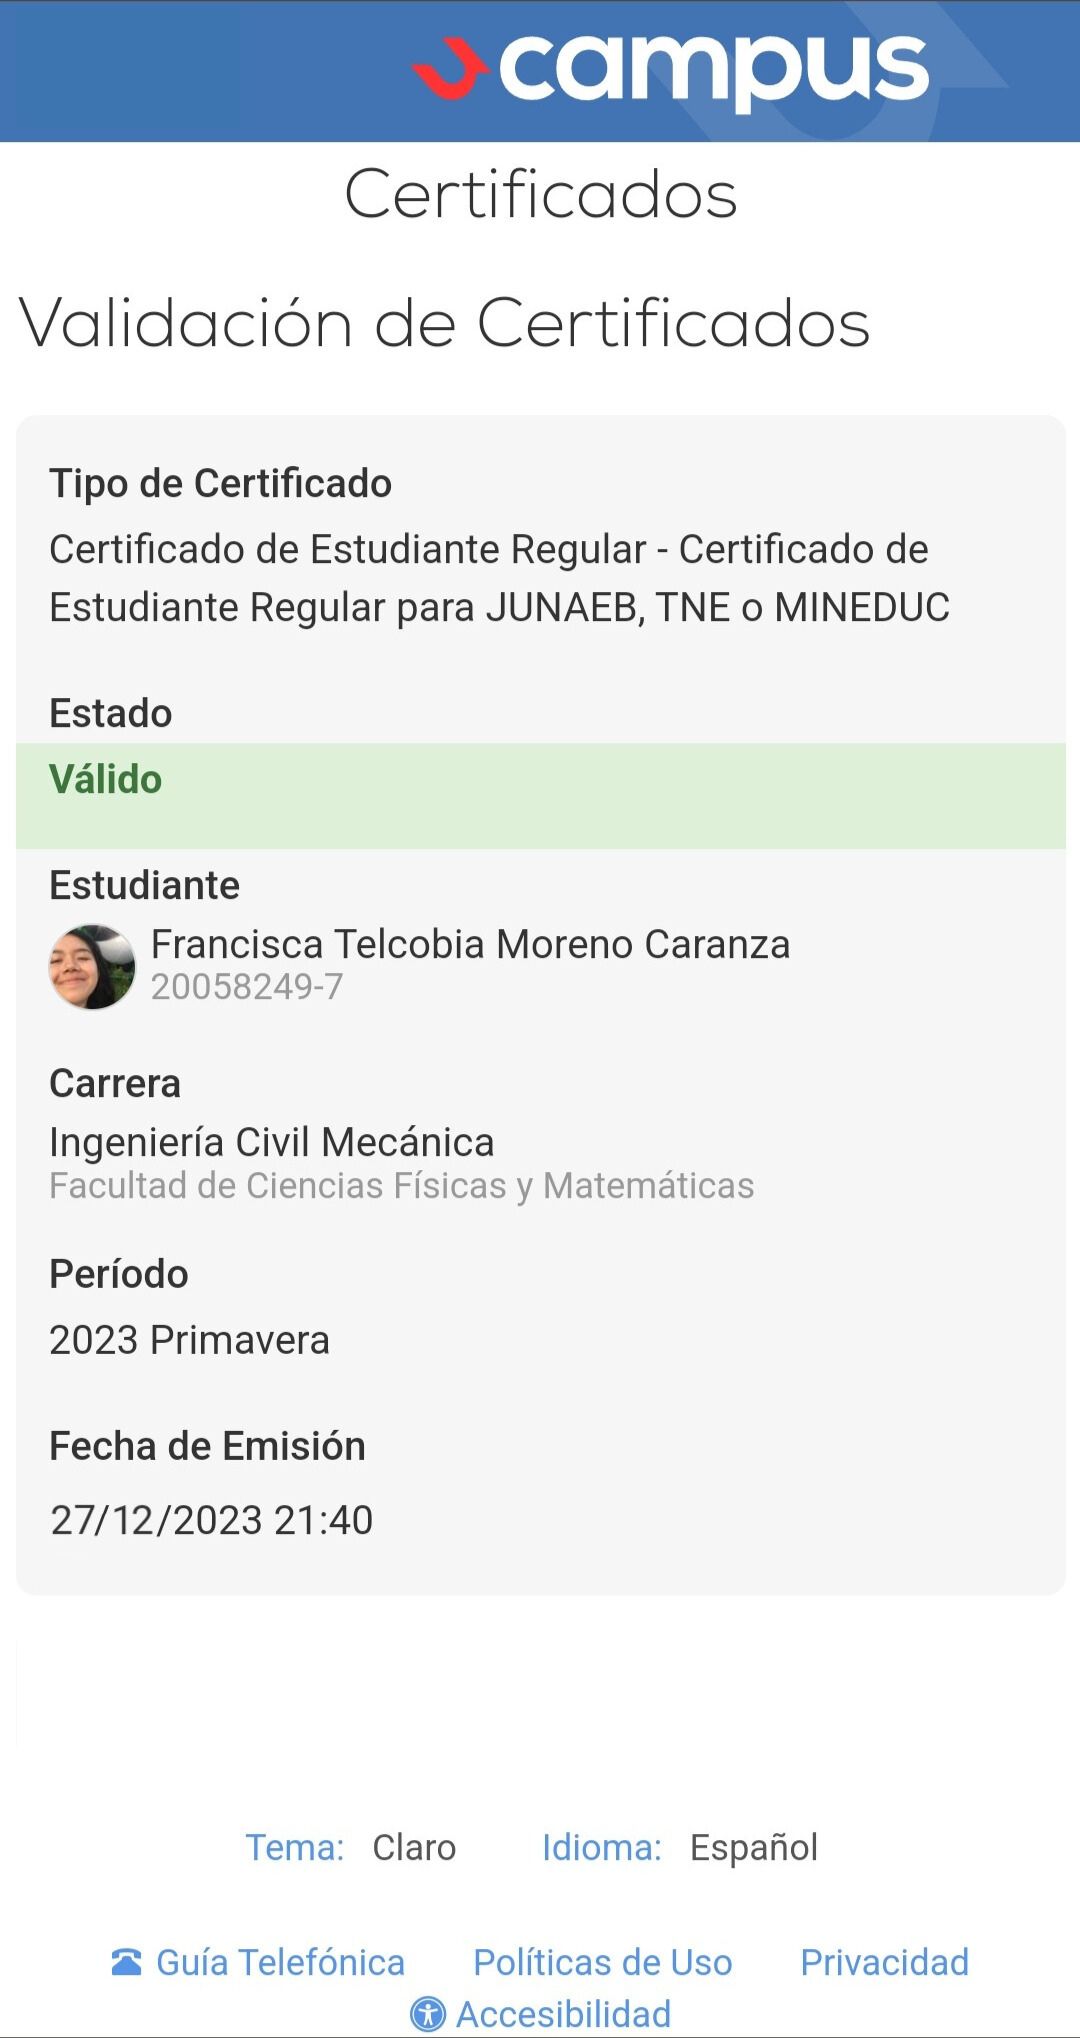 campus
Certificados
Validación de Certificados
Tipo de Certificado
Certificado de Estudiante Regular - Certificado de
Estudiante Regular para JUNAEB, TNE o MINEDUC
Estado
Válido
Estudiante
Francisca Telcobia Moreno Caranza
20058249-7
Carrera
Ingeniería Civil Mecánica
Facultad de Ciencias Físicas y Matemáticas
Período
2023 Primavera
Fecha de Emisión
27/12/2023 21:40
Tema: Claro Idioma: Español
Guía Telefónica Políticas de Uso Privacidad
Accesibilidad